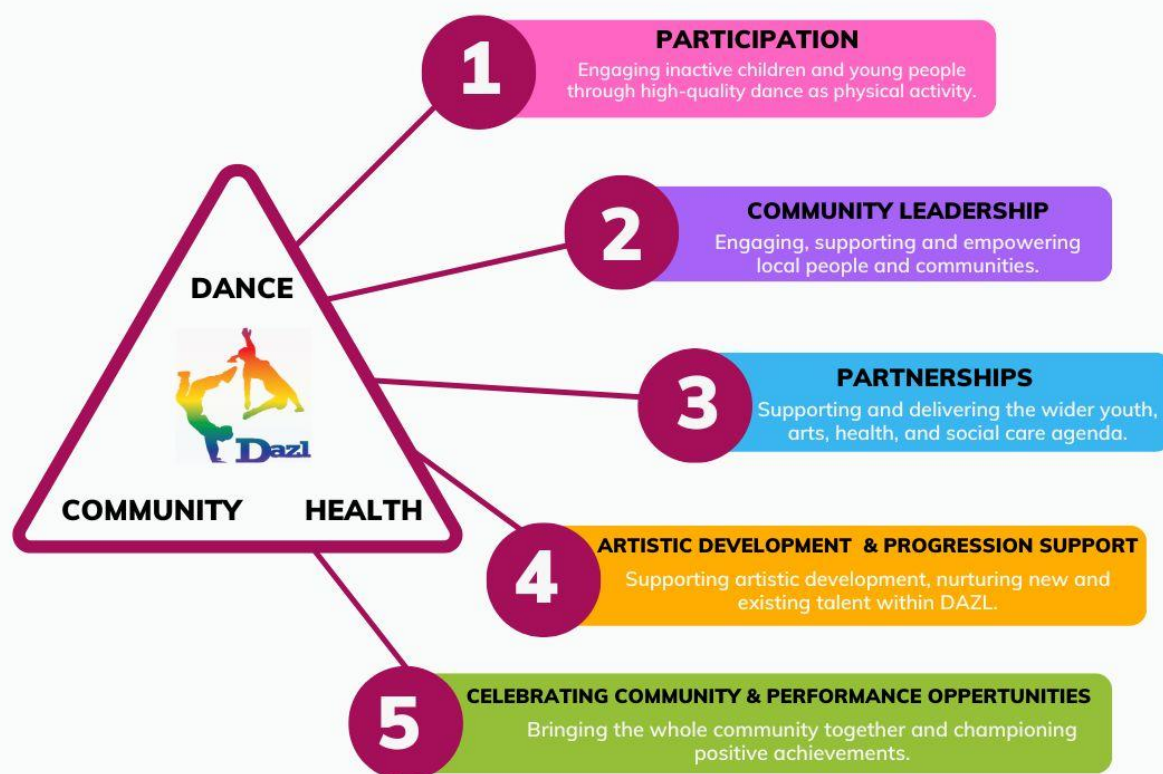 1
PARTICIPATION
Engaging inactive children and young people
through high-quality dance as physical activity.
2
COMMUNITY LEADERSHIP
Engaging, supporting and empowering
local people and communities.
DANCE
Dazl
COMMUNITY HEALTH
3
PARTNERSHIPS
Supporting and delivering the wider youth,
arts, health, and social care agenda.
4
ARTISTIC DEVELOPMENT & PROGRESSION SUPPORT
Supporting artistic development, nurturing new and
existing talent within DAZL.
5
CELEBRATING COMMUNITY & PERFORMANCE OPPERTUNITIES
Bringing the whole community together and championing
positive achievements.